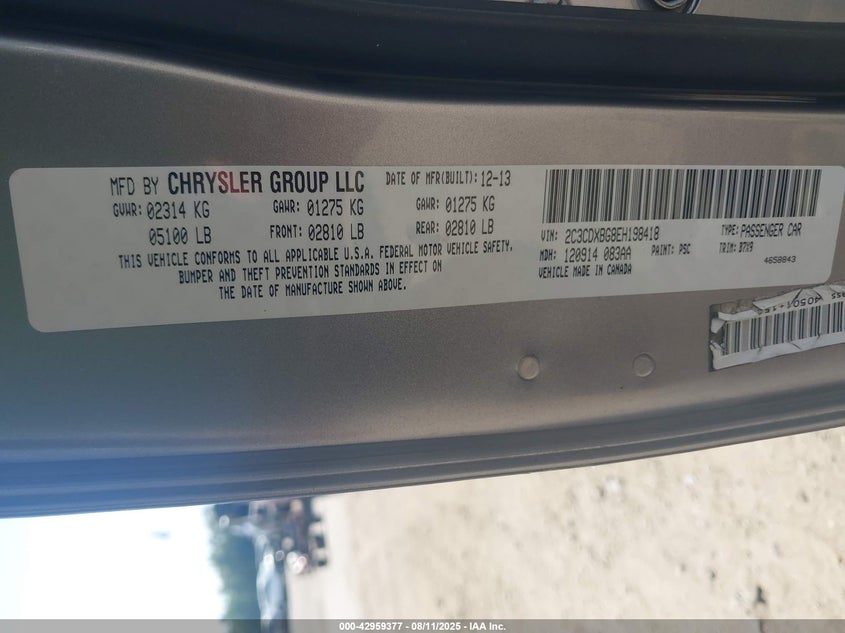 MFD BY CHRYSLER GROUP LLC DATE OF MFR(BUILT): 12-13
GVWR: 02314 KG GAWR: 01275 KG GAWR: 01275 KG
05100 LB FRONT: 02810 LB REAR: 02810 LB
THIS VEHICLE CONFORMS TO ALL APPLICABLE U.S.A. FEDERAL MOTOR VEHICLE SAFETY,
BUMPER AND THEFT PREVENTION STANDARDS IN EFFECT ON
THE DATE OF MANUFACTURE SHOWN ABOVE.
VIN: 2C3CDXBG8EH198418 TYPE: PASSENGER CAR
MDH: 120914 083AA PAINT: PSC TRIM: B7X9
VEHICLE MADE IN CANADA 4658843
000-42959377 - 08/11/2025 - IAA Inc.